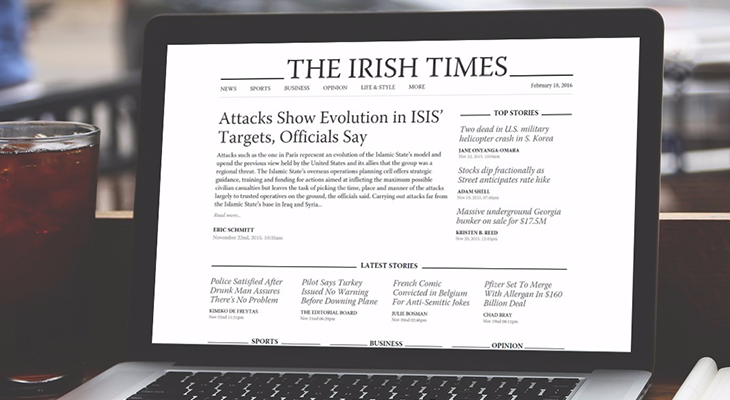 THE IRISH TIMES
NEWS SPORTS BUSINESS OPINION LIFE & STYLE MORE
February 18, 2016
Attacks Show Evolution in ISIS'
Targets, Officials Say
Attacks such as the one in Paris represent an evolution of the Islamic State's model and
upend the previous view held by the United States and its allies that the group was a
regional threat. The Islamic State's overseas operations planning cell offers strategic
guidance, training and funding for actions aimed at inflicting the maximum possible
civilian casualties but leaves the task of picking the time, place and manner of the attacks
largely to trusted operatives on the ground, the officials said. Carrying out attacks far from
the Islamic State's base in Iraq and Syria...
Read more..
ERIC SCHMITT
November 22nd, 2015, 10:35am
TOP STORIES
Two dead in U.S. military
helicopter crash in S. Korea
JANE ONYANGA-OMARA
Stocks dip fractionally as
Street anticipates rate hike
ADAM SHELL
Massive underground Georgia
bunker on sale for $17.5M
KRISTEN B. REED
LATEST STORIES
Police Satisfied After
Drunk Man Assures
There's No Problem
KIMIKO DE FREYTAS
Pilot Says Turkey
Issued No Warning
Before Downing Plane
THE EDITORIAL BOARD
French Comic
Convicted in Belgium
For Anti-Semitic Jokes
JULIE BOSMAN
Pfizer Set To Merge
With Allergan In $160
Billion Deal
CHAD BRAY
SPORTS BUSINESS OPINION